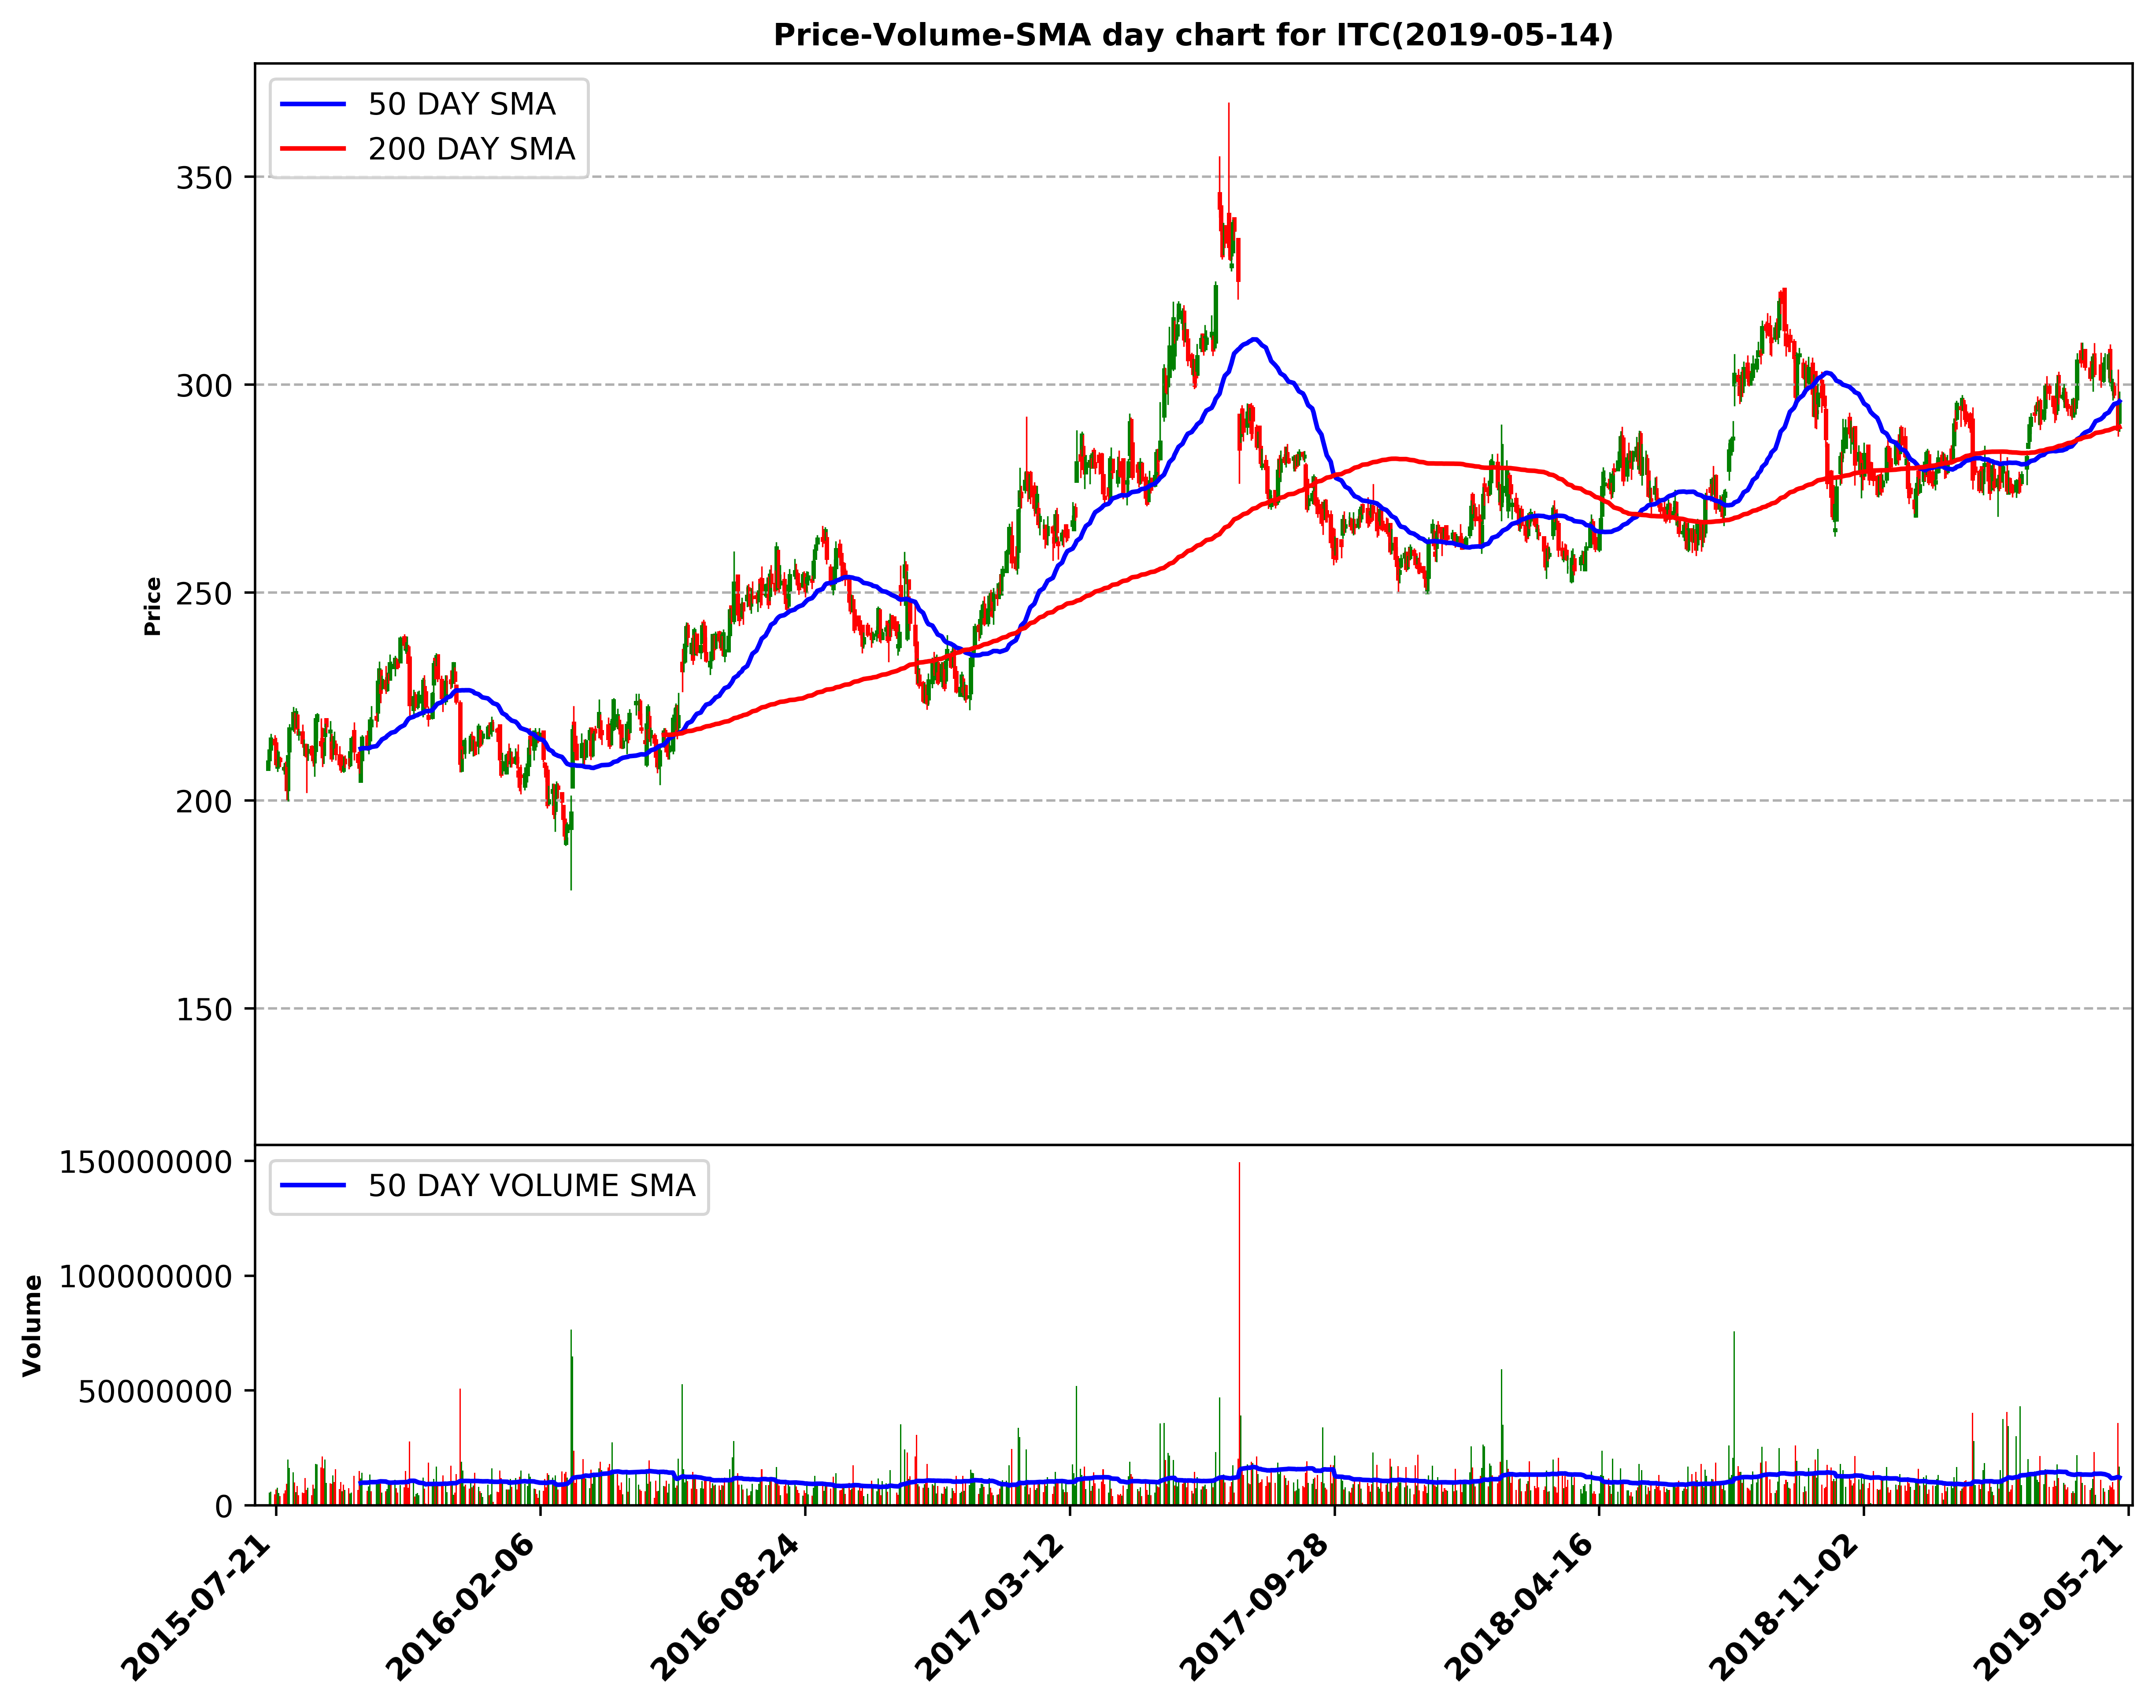 Price-Volume-SMA day chart for ITC(2019-05-14)
50 DAY SMA
200 DAY SMA
350
300
250
200
150
Price
50 DAY VOLUME SMA
150000000
100000000
50000000
0
Volume
2015-07-21
2016-02-06
2016-08-24
2017-03-12
2017-09-28
2018-04-16
2018-11-02
2019-05-21